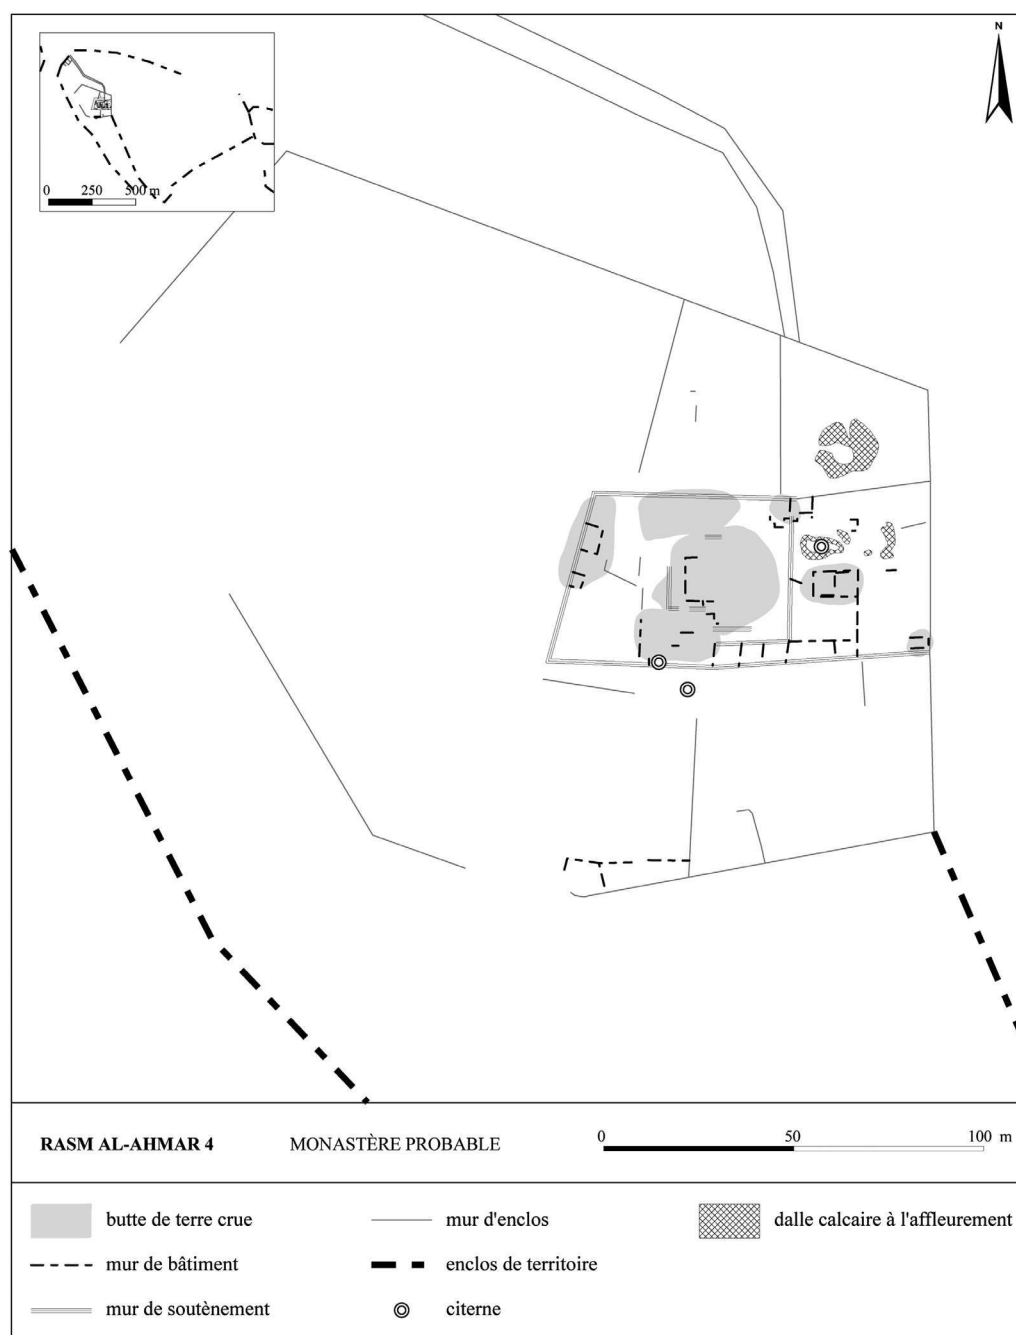 N
0 250 500 m
RASM AL-AHMAR 4 MONASTÈRE PROBABLE 0 50 100 m
butte de terre crue mur d'enclos dalle calcaire à l'affleurement
mur de bâtiment enclos de territoire
mur de soutènement citerne